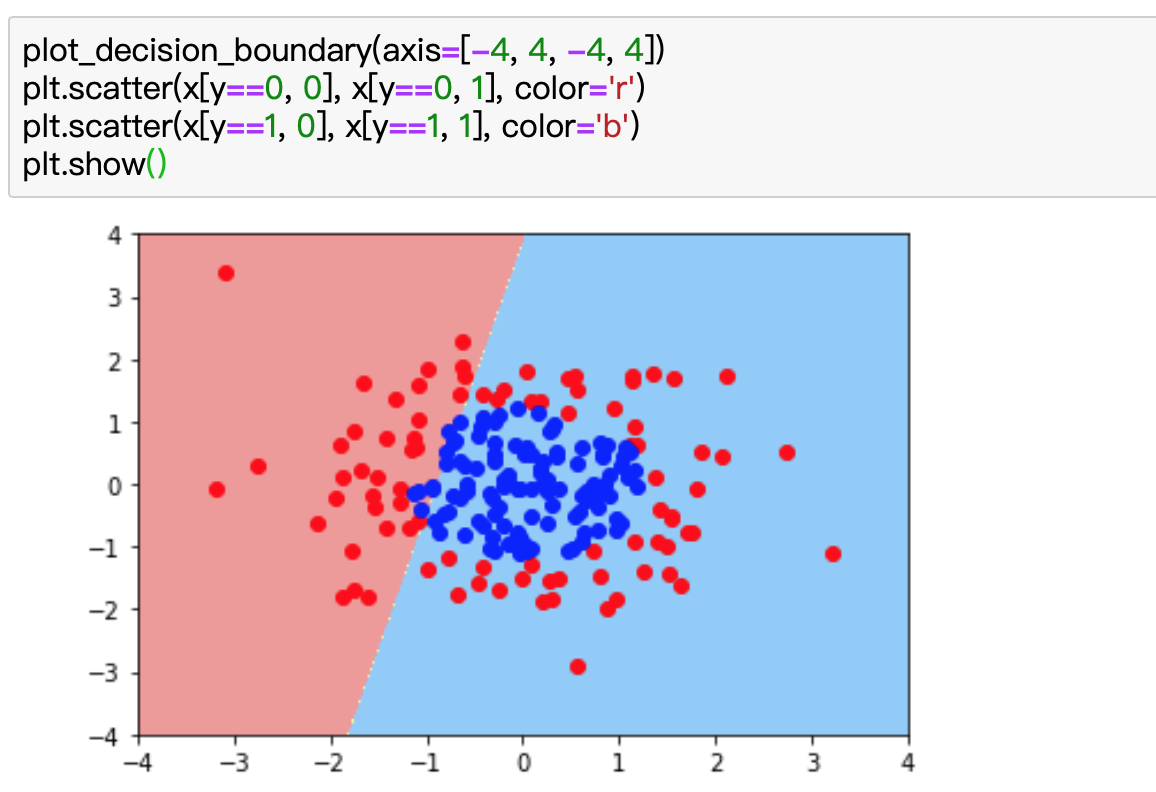 plot_decision_boundary(axis=[−4, 4, −4, 4])
plt.scatter(x[y==0, 0], x[y==0, 1], color='r')
plt.scatter(x[y==1, 0], x[y==1, 1], color='b')
plt.show()
4
3
2
1
0
−1
−2
−3
−4
−4 −3 −2 −1 0 1 2 3 4